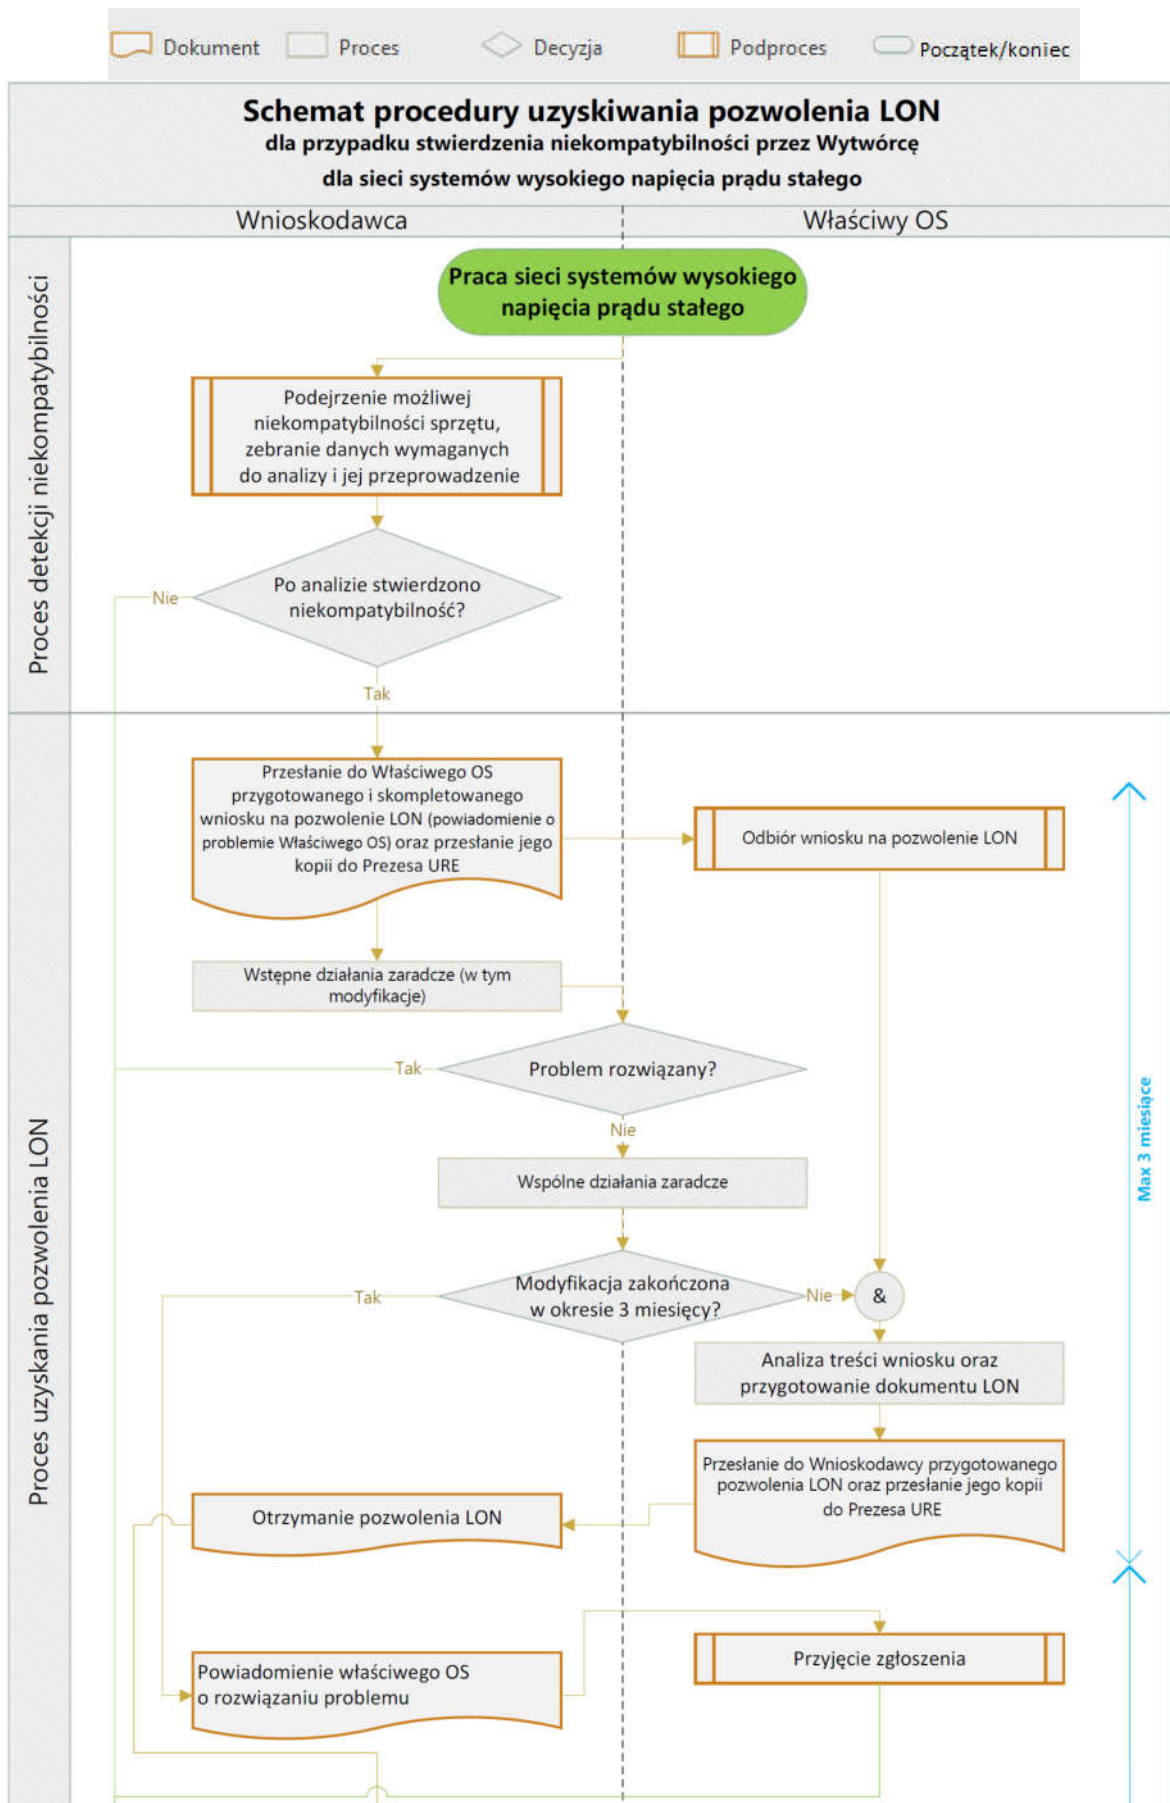 Dokument
Proces
Decyzja
Podproces
Początek/koniec
Schemat procedury uzyskiwania pozwolenia LON
dla przypadku stwierdzenia niekompatybilności przez Wytwórcę
dla sieci systemów wysokiego napięcia prądu stałego
Wnioskodawca
Właściwy OS
Proces detekcji niekompatybilności
Praca sieci systemów wysokiego
napięcia prądu stałego
Podejrzenie możliwej
niekompatybilności sprzętu,
zebranie danych wymaganych
do analizy i jej przeprowadzenie
Po analizie stwierdzono
niekompatybilność?
Nie
Tak
Proces uzyskania pozwolenia LON
Przesłanie do Właściwego OS
przygotowanego i skompletowanego
wniosku na pozwolenie LON (powiadomienie o
problemie Właściwego OS) oraz przesłanie jego
kopii do Prezesa URE
Odbiór wniosku na pozwolenie LON
Wstępne działania zaradcze (w tym
modyfikacje)
Problem rozwiązany?
Tak
Nie
Wspólne działania zaradcze
Max 3 miesiące
Modyfikacja zakończona
w okresie 3 miesięcy?
Tak
Nie
&
Analiza treści wniosku oraz
przygotowanie dokumentu LON
Przesłanie do Wnioskodawcy przygotowanego
pozwolenia LON oraz przesłanie jego kopii
do Prezesa URE
Otrzymanie pozwolenia LON
Przyjęcie zgłoszenia
Powiadomienie właściwego OS
o rozwiązaniu problemu